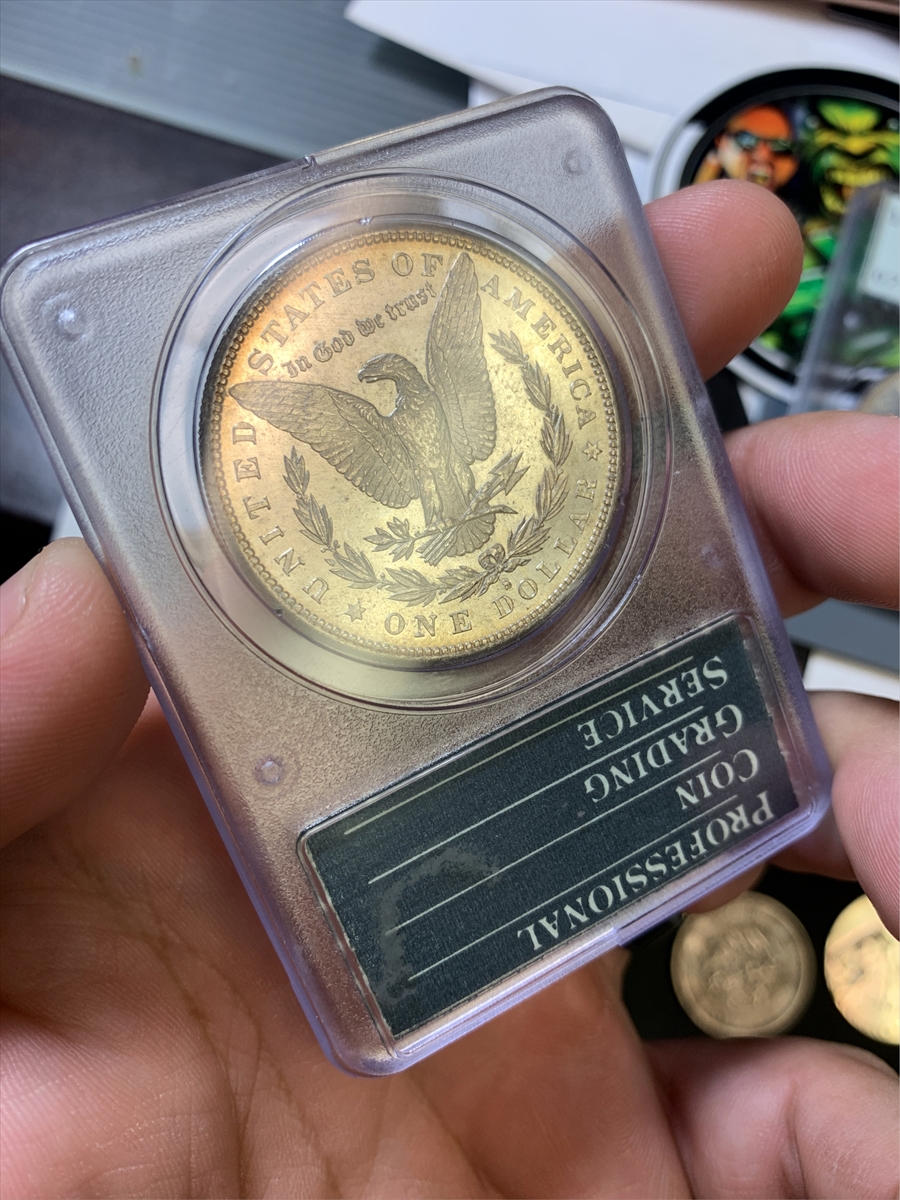 UNITED STATES OF AMERICA
In God we trust
S
ONE DOLLAR
PROFESSIONAL
COIN
GRADING
SERVICE